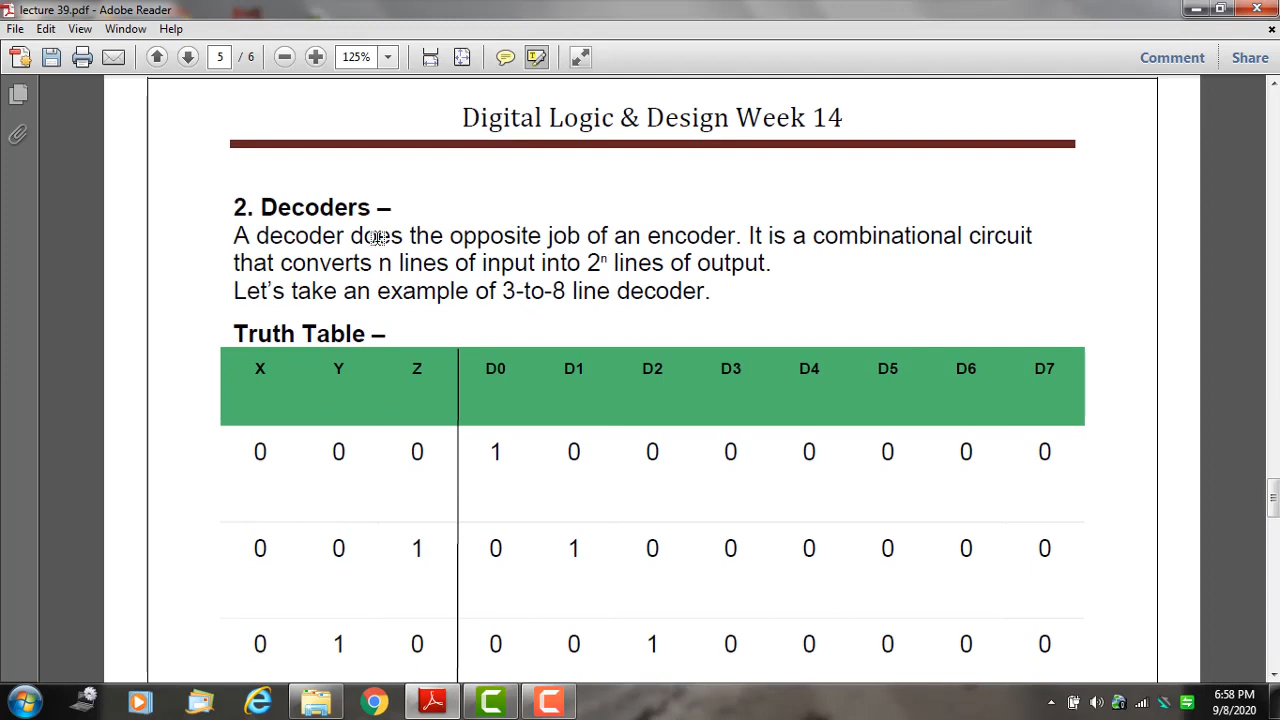 lecture 39.pdf - Adobe Reader
File Edit View Window Help
5 / 6 125% Comment Share
Digital Logic & Design Week 14
2. Decoders –
A decoder does the opposite job of an encoder. It is a combinational circuit
that converts n lines of input into 2ⁿ lines of output.
Let's take an example of 3-to-8 line decoder.
Truth Table –
X Y Z D0 D1 D2 D3 D4 D5 D6 D7
0 0 0 1 0 0 0 0 0 0 0
0 0 1 0 1 0 0 0 0 0 0
0 1 0 0 0 1 0 0 0 0 0
6:58 PM
9/8/2020